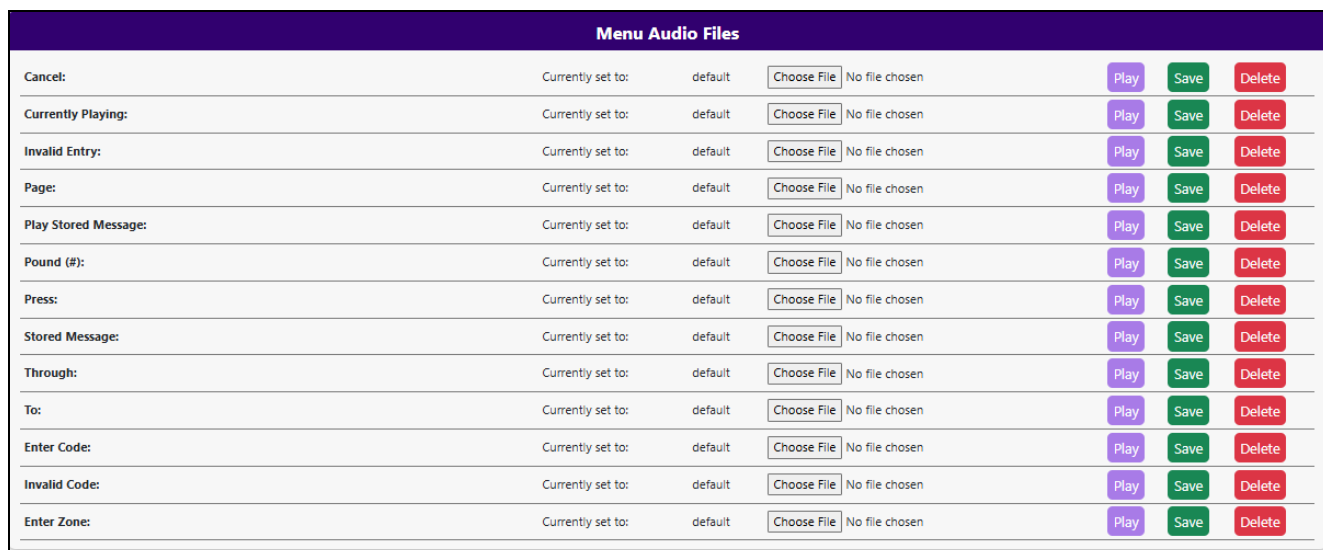 Menu Audio Files
Cancel: Currently set to: default Choose File No file chosen Play Save Delete
Currently Playing: Currently set to: default Choose File No file chosen Play Save Delete
Invalid Entry: Currently set to: default Choose File No file chosen Play Save Delete
Page: Currently set to: default Choose File No file chosen Play Save Delete
Play Stored Message: Currently set to: default Choose File No file chosen Play Save Delete
Pound (#): Currently set to: default Choose File No file chosen Play Save Delete
Press: Currently set to: default Choose File No file chosen Play Save Delete
Stored Message: Currently set to: default Choose File No file chosen Play Save Delete
Through: Currently set to: default Choose File No file chosen Play Save Delete
To: Currently set to: default Choose File No file chosen Play Save Delete
Enter Code: Currently set to: default Choose File No file chosen Play Save Delete
Invalid Code: Currently set to: default Choose File No file chosen Play Save Delete
Enter Zone: Currently set to: default Choose File No file chosen Play Save Delete